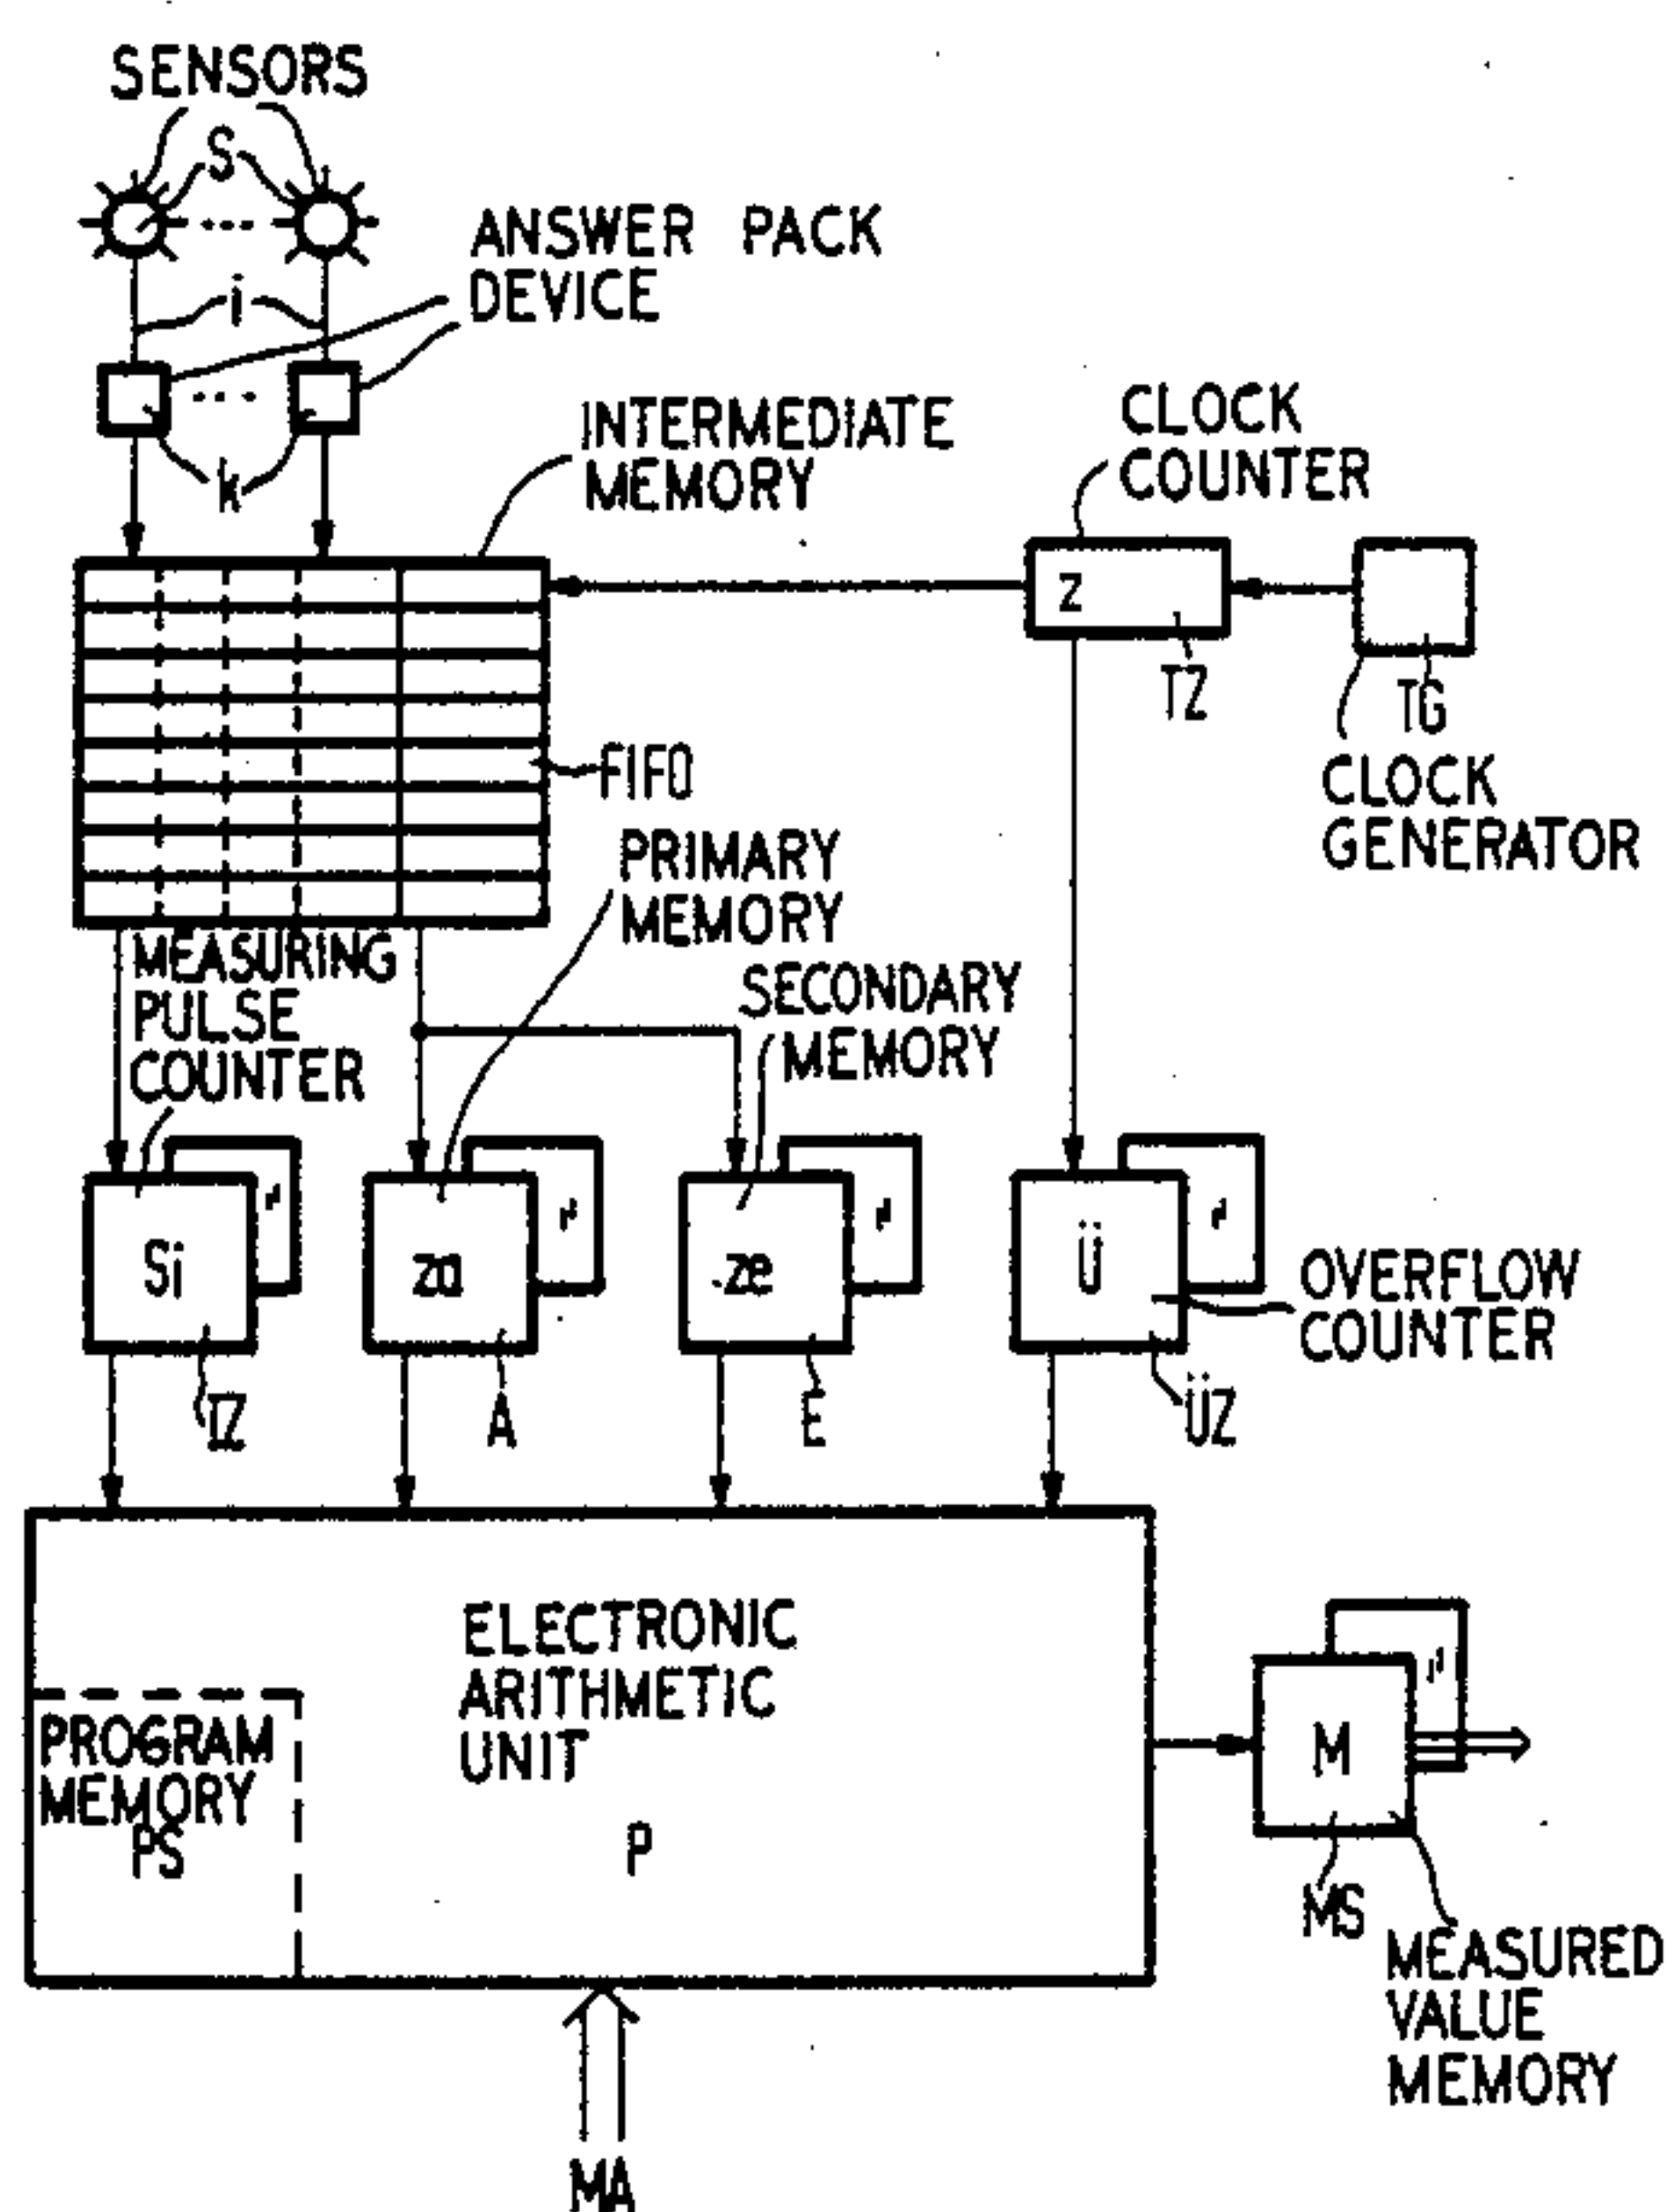 SENSORS
S
ANSWER PACK
DEVICE
i
k
INTERMEDIATE
MEMORY
CLOCK
COUNTER
Z
TZ
TG
CLOCK
GENERATOR
FIFO
PRIMARY
MEMORY
MEASURING
PULSE
COUNTER
SECONDARY
MEMORY
Si
za
ze
Ü
OVERFLOW
COUNTER
IZ
A
E
ÜZ
ELECTRONIC
ARITHMETIC
UNIT
PROGRAM
MEMORY
PS
P
M
MS
MEASURED
VALUE
MEMORY
MA